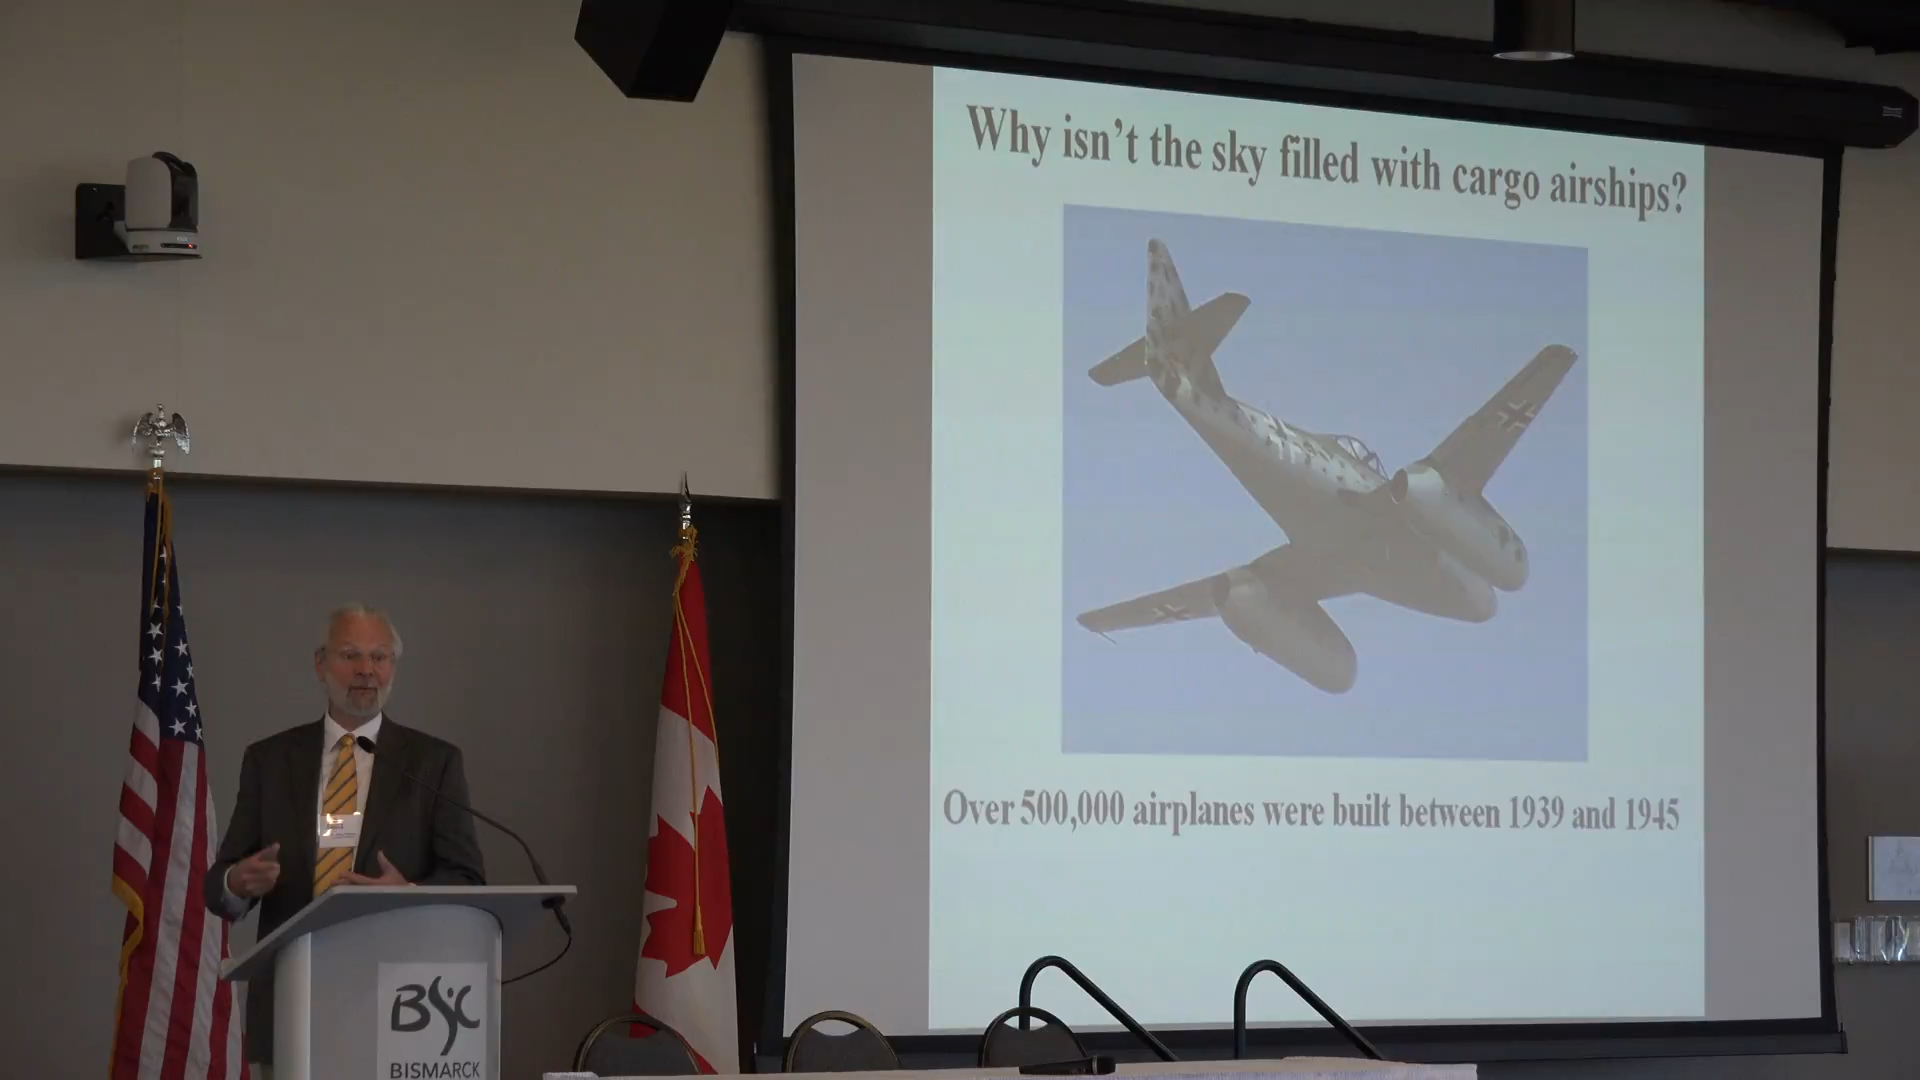 Why isn't the sky filled with cargo airships?
Over 500,000 airplanes were built between 1939 and 1945
BSC
BISMARCK